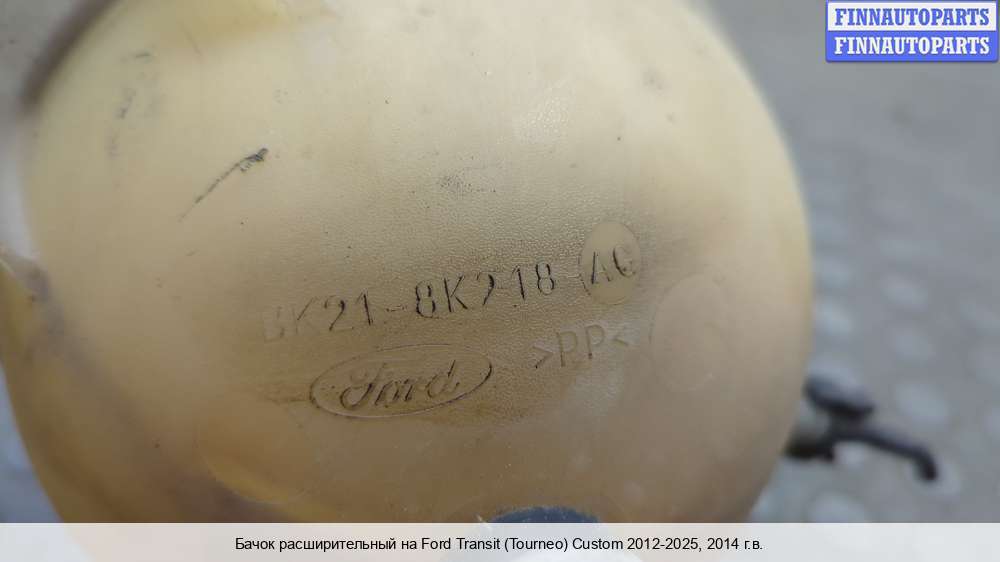 FINNAUTOPARTS
FINNAUTOPARTS
BK21-8K218-AC
>PP<
Ford
Бачок расширительный на Ford Transit (Tourneo) Custom 2012-2025, 2014 г.в.